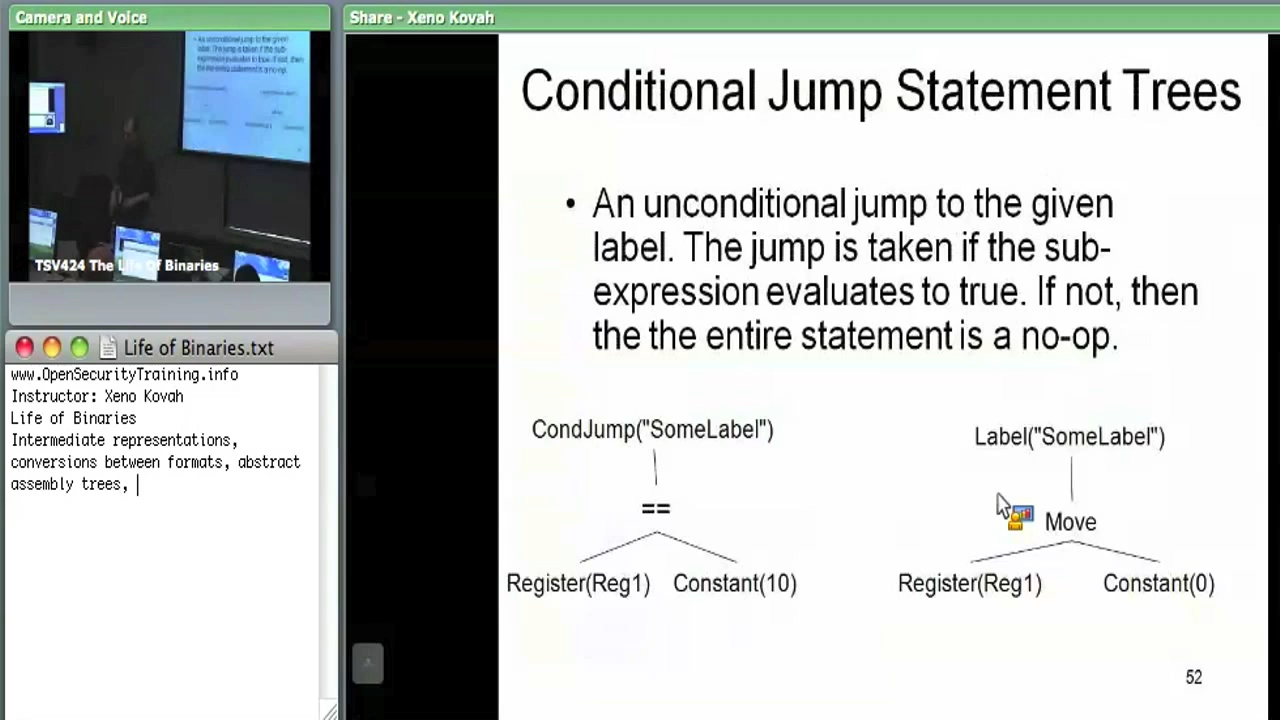 Camera and Voice
Share - Xeno Kovah
TSV424 The Life Of Binaries
Life of Binaries.txt
www.OpenSecurityTraining.info
Instructor: Xeno Kovah
Life of Binaries
Intermediate representations,
conversions between formats, abstract
assembly trees,
Conditional Jump Statement Trees
• An unconditional jump to the given
label. The jump is taken if the sub-
expression evaluates to true. If not, then
the the entire statement is a no-op.
CondJump("SomeLabel")
==
Register(Reg1) Constant(10)
Label("SomeLabel")
Move
Register(Reg1) Constant(0)
52